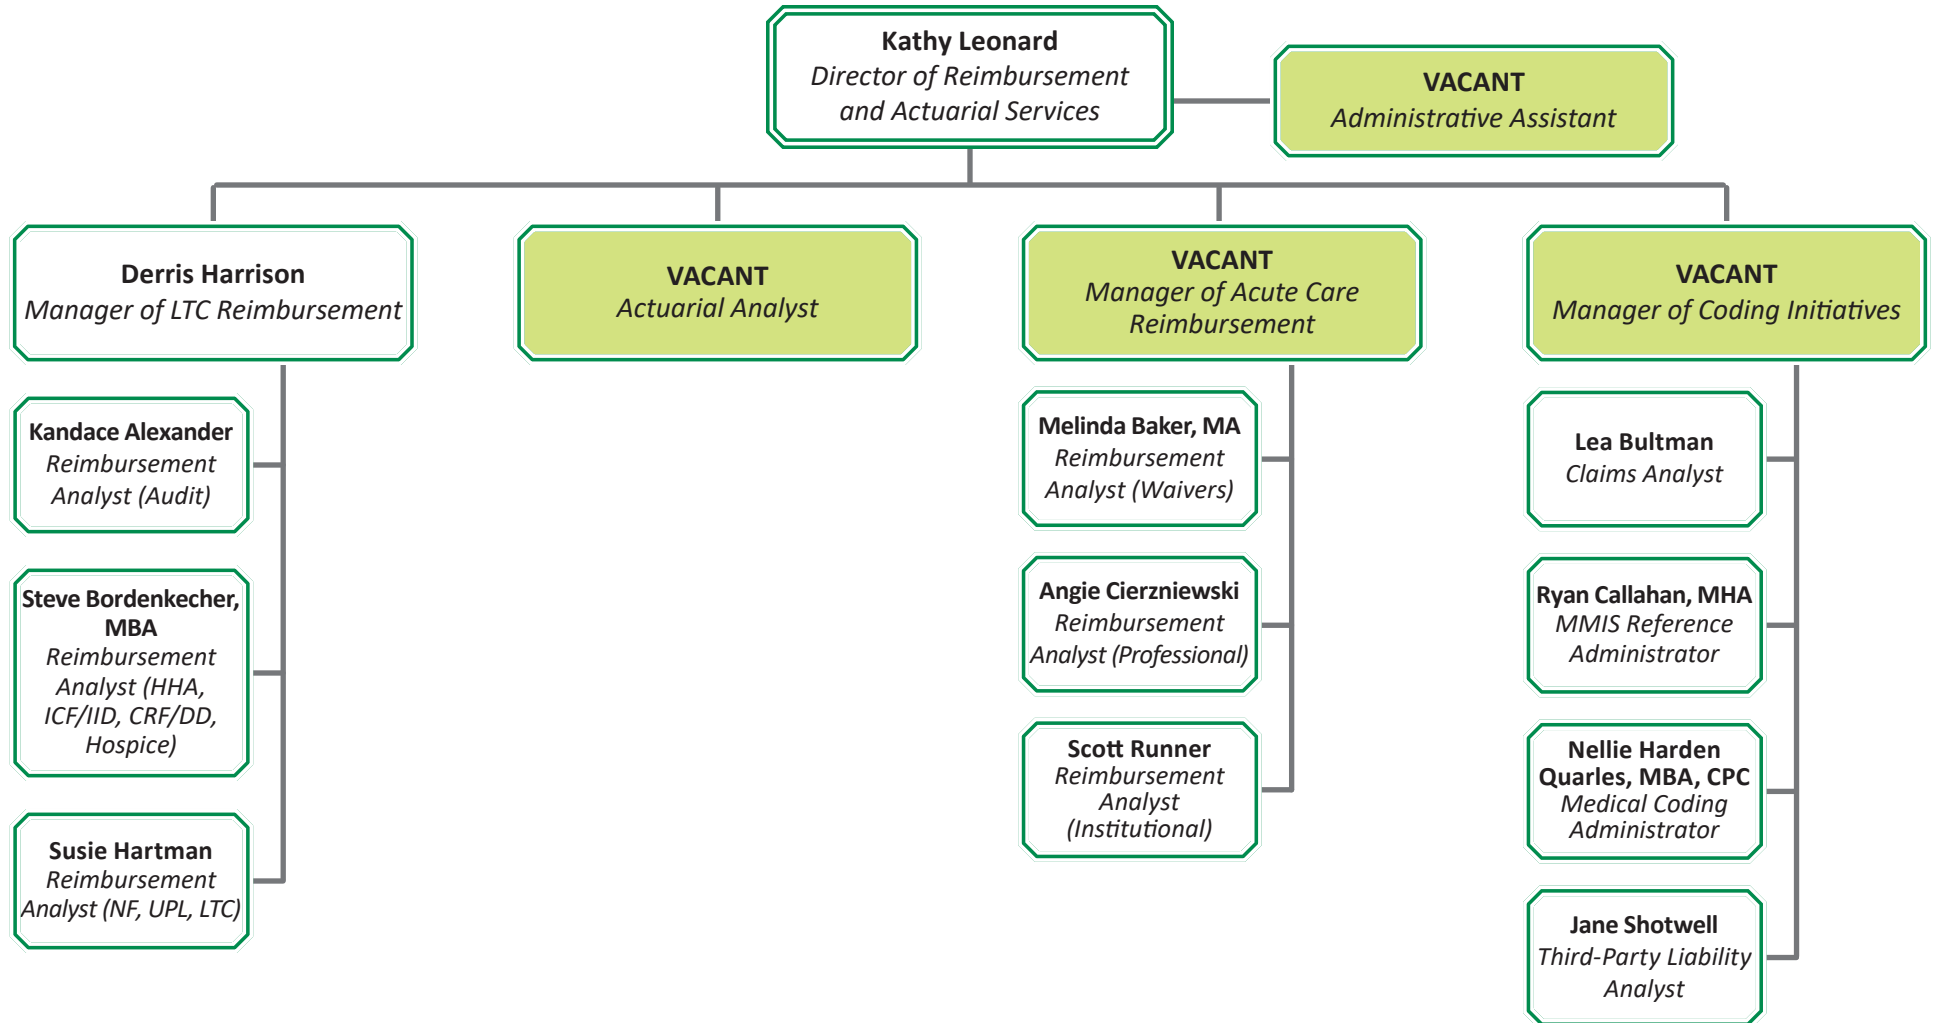 Kathy Leonard
Director of Reimbursement
and Actuarial Services
VACANT
Administrative Assistant
Derris Harrison
Manager of LTC Reimbursement
VACANT
Actuarial Analyst
VACANT
Manager of Acute Care
Reimbursement
VACANT
Manager of Coding Initiatives
Kandace Alexander
Reimbursement
Analyst (Audit)
Steve Bordenkecher,
MBA
Reimbursement
Analyst (HHA,
ICF/IID, CRF/DD,
Hospice)
Susie Hartman
Reimbursement
Analyst (NF, UPL, LTC)
Melinda Baker, MA
Reimbursement
Analyst (Waivers)
Angie Cierzniewski
Reimbursement
Analyst (Professional)
Scott Runner
Reimbursement
Analyst
(Institutional)
Lea Bultman
Claims Analyst
Ryan Callahan, MHA
MMIS Reference
Administrator
Nellie Harden
Quarles, MBA, CPC
Medical Coding
Administrator
Jane Shotwell
Third-Party Liability
Analyst